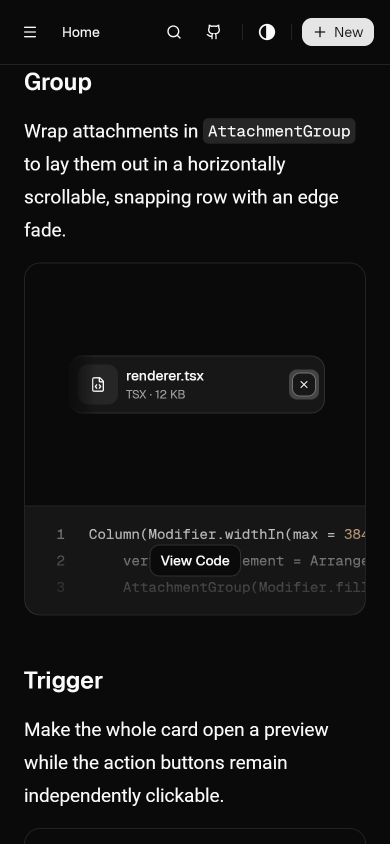 Home
New
Group
Wrap attachments in AttachmentGroup
to lay them out in a horizontally
scrollable, snapping row with an edge
fade.
renderer.tsx
TSX · 12 KB
1 Column(Modifier.widthIn(max = 384
2 ver ement = Arrange
View Code
3 AttachmentGroup(Modifier.fill
Trigger
Make the whole card open a preview
while the action buttons remain
independently clickable.